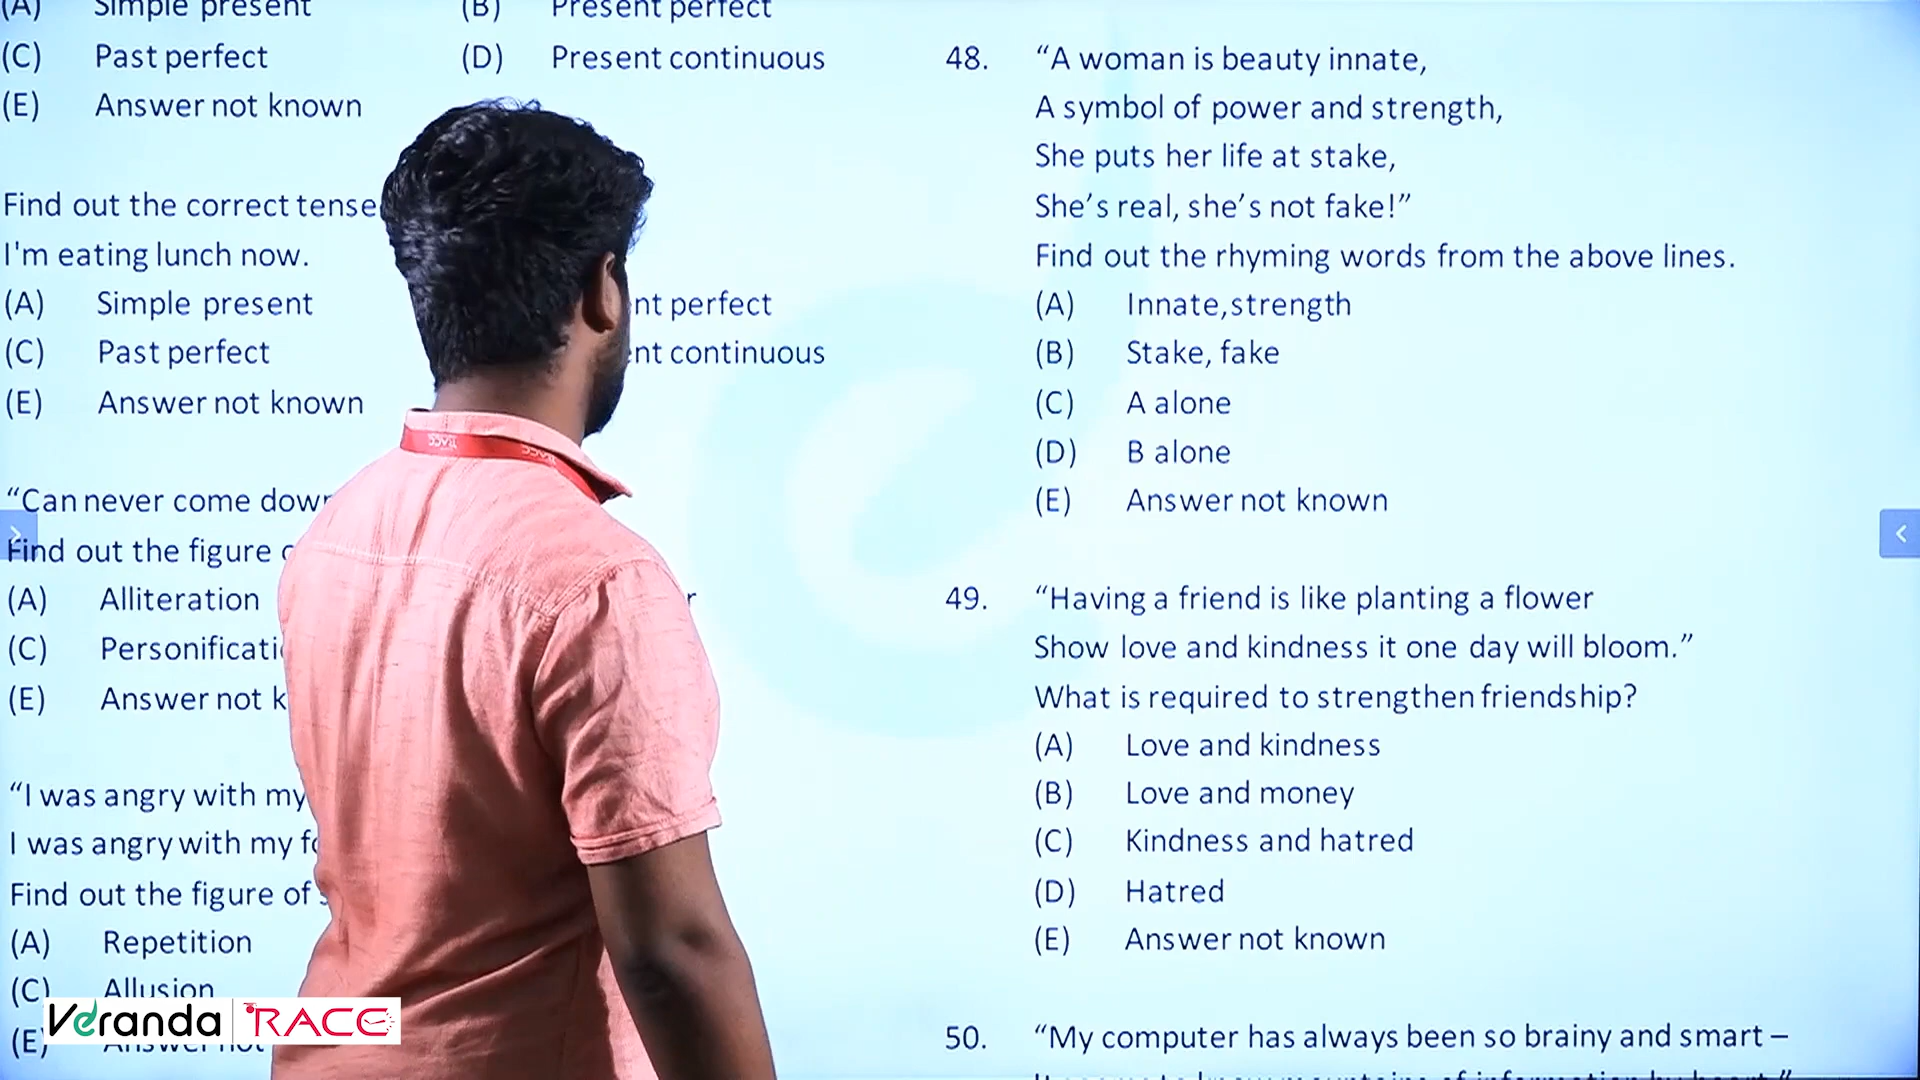 (A) Simple present (B) Present perfect
(C) Past perfect (D) Present continuous
(E) Answer not known
Find out the correct tense
I'm eating lunch now.
(A) Simple present perfect
(C) Past perfect continuous
(E) Answer not known
“Can never come down
Find out the figure
(A) Alliteration
(C)
(E) Answer not
“I was angry with my
I was angry with my
Find out the figure of
(A) Repetition
(C) Allusion
(E) Answer not
48. “A woman is beauty innate,
A symbol of power and strength,
She puts her life at stake,
She’s real, she’s not fake!”
Find out the rhyming words from the above lines.
(A) Innate,strength
(B) Stake, fake
(C) A alone
(D) B alone
(E) Answer not known
49. “Having a friend is like planting a flower
Show love and kindness it one day will bloom.”
What is required to strengthen friendship?
(A) Love and kindness
(B) Love and money
(C) Kindness and hatred
(D) Hatred
(E) Answer not known
50. “My computer has always been so brainy and smart –
RACE
Veranda RACE